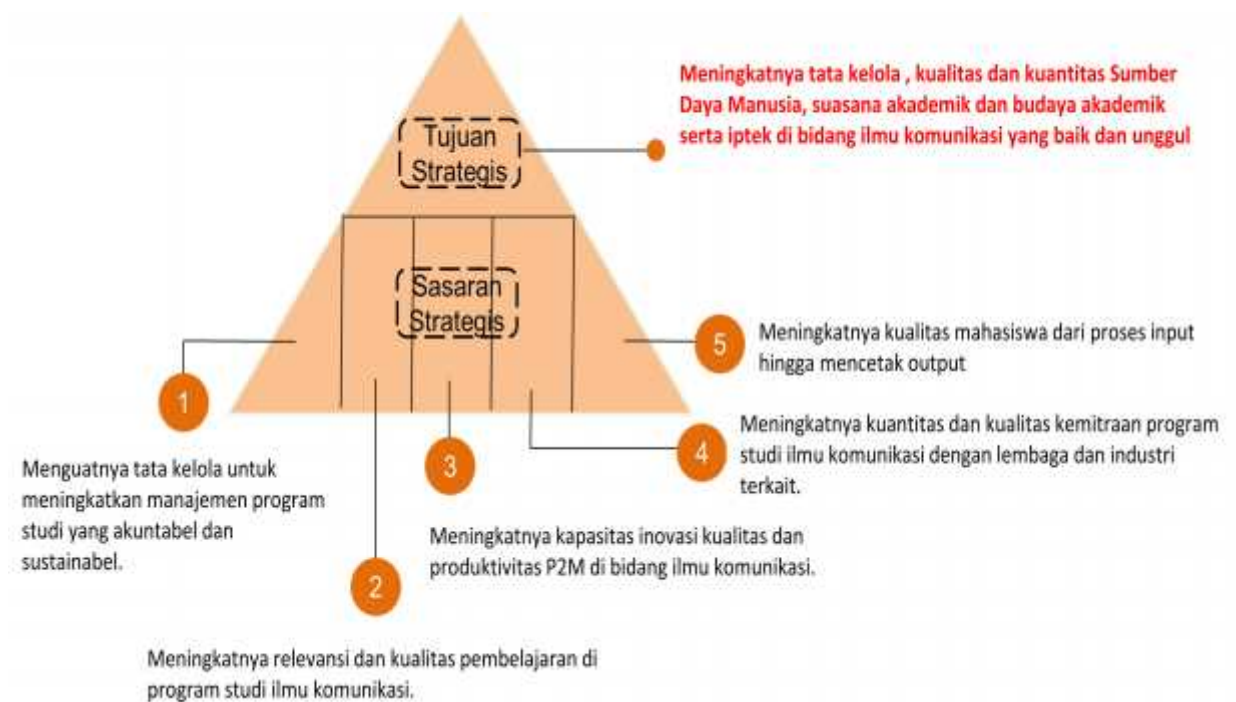 Meningkatnya tata kelola , kualitas dan kuantitas Sumber
Daya Manusia, suasana akademik dan budaya akademik
serta iptek di bidang ilmu komunikasi yang baik dan unggul
Tujuan
Strategis
Sasaran
Strategis
1
Menguatnya tata kelola untuk
meningkatkan manajemen program
studi yang akuntabel dan
sustainabel.
2
Meningkatnya relevansi dan kualitas pembelajaran di
program studi ilmu komunikasi.
3
Meningkatnya kapasitas inovasi kualitas dan
produktivitas P2M di bidang ilmu komunikasi.
4
Meningkatnya kuantitas dan kualitas kemitraan program
studi ilmu komunikasi dengan lembaga dan industri
terkait.
5
Meningkatnya kualitas mahasiswa dari proses input
hingga mencetak output